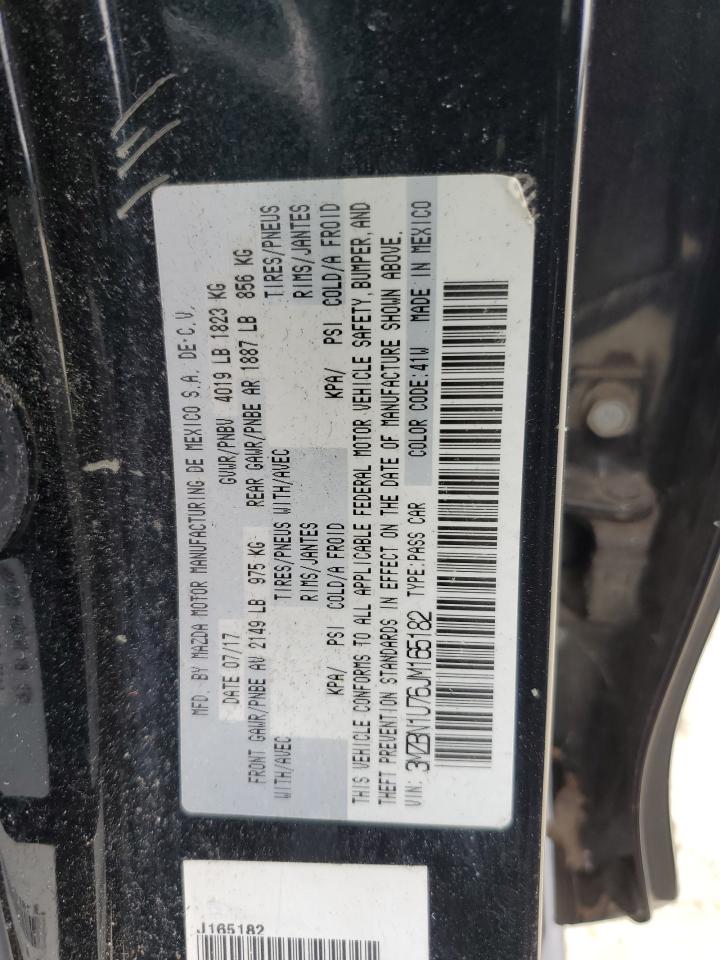 MFD. BY MAZDA MOTOR MANUFACTURING DE MEXICO S.A. DE.C.V.
DATE 07/17 GVWR/PNBV 4019 LB 1823 KG
FRONT GAWR/PNBE AV 2149 LB 975 KG REAR GAWR/PNBE AR 1887 LB 856 KG
WITH/AVEC TIRES/PNEUS WITH/AVEC TIRES/PNEUS
RIMS/JANTES RIMS/JANTES
KPA/ PSI COLD/A FROID KPA/ PSI COLD/A FROID
THIS VEHICLE CONFORMS TO ALL APPLICABLE FEDERAL MOTOR VEHICLE SAFETY, BUMPER, AND
THEFT PREVENTION STANDARDS IN EFFECT ON THE DATE OF MANUFACTURE SHOWN ABOVE.
VIN: 3MZBN1U76JM165182 TYPE: PASS CAR COLOR CODE: 41W MADE IN MEXICO
J165182